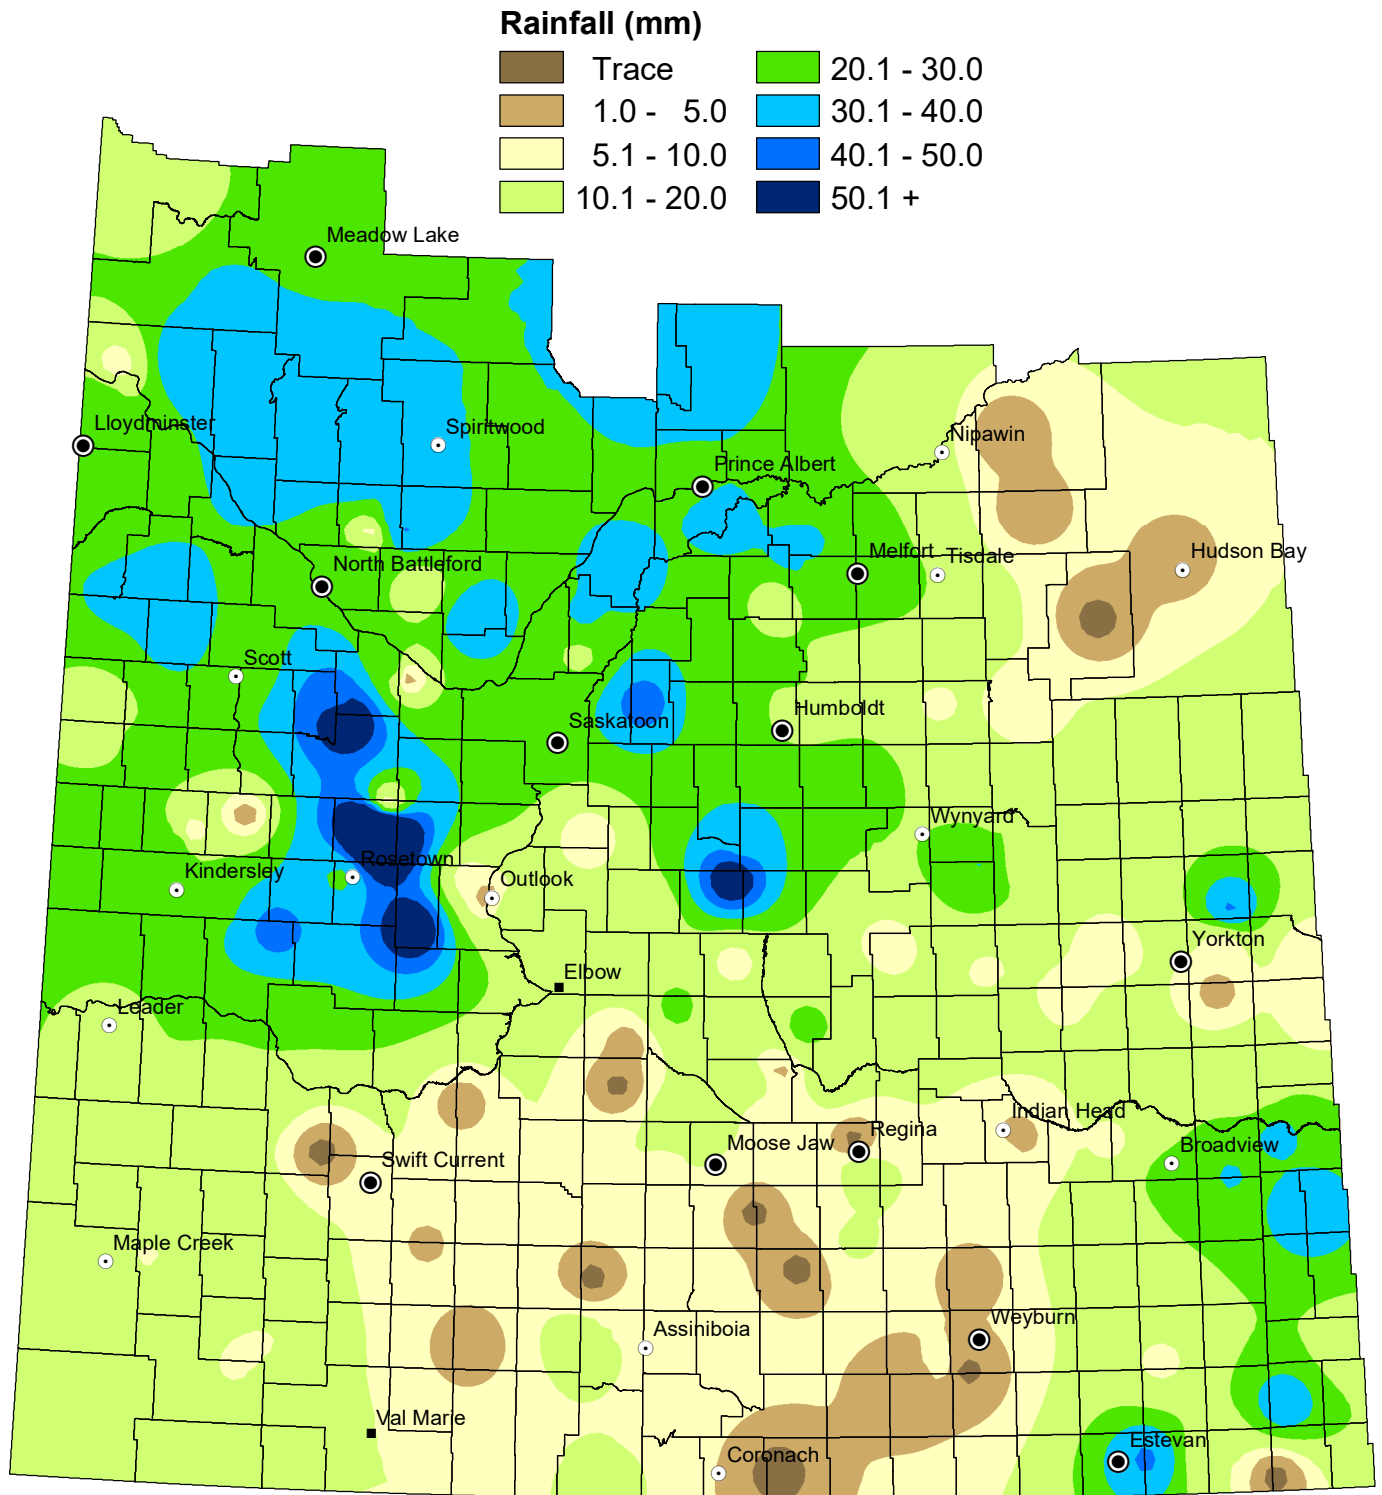 Rainfall (mm)
Trace
20.1 - 30.0
1.0 - 5.0
30.1 - 40.0
5.1 - 10.0
40.1 - 50.0
10.1 - 20.0
50.1 +
Meadow Lake
Lloydminster
Spiritwood
Nipawin
Prince Albert
Melfort
Tisdale
Hudson Bay
North Battleford
Scott
Saskatoon
Humboldt
Wynyard
Rosetown
Kindersley
Outlook
Yorkton
Elbow
Leader
Indian Head
Regina
Moose Jaw
Broadview
Swift Current
Maple Creek
Weyburn
Assiniboia
Val Marie
Estevan
Coronach